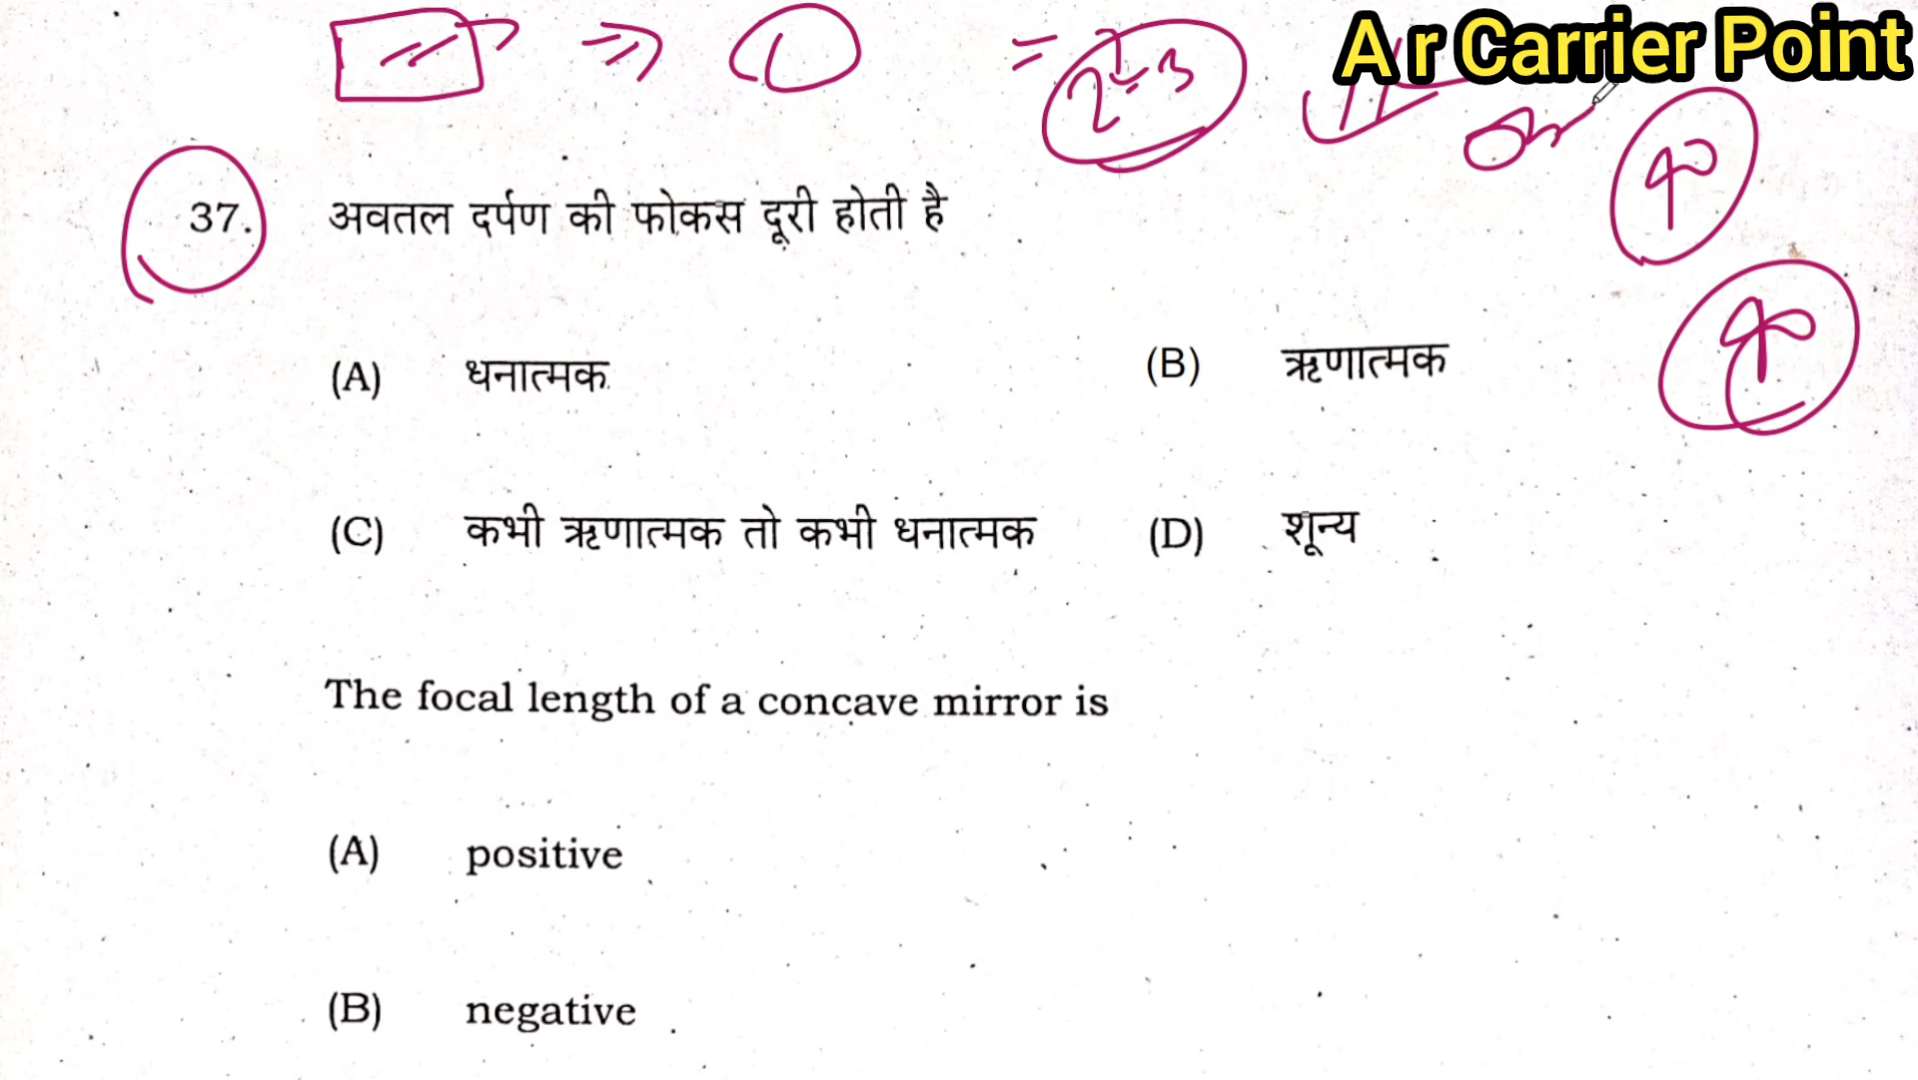 A r Carrier Point
37. अवतल दर्पण की फोकस दूरी होती है
(A) धनात्मक (B) ऋणात्मक
(C) कभी ऋणात्मक तो कभी धनात्मक (D) शून्य
The focal length of a concave mirror is
(A) positive
(B) negative